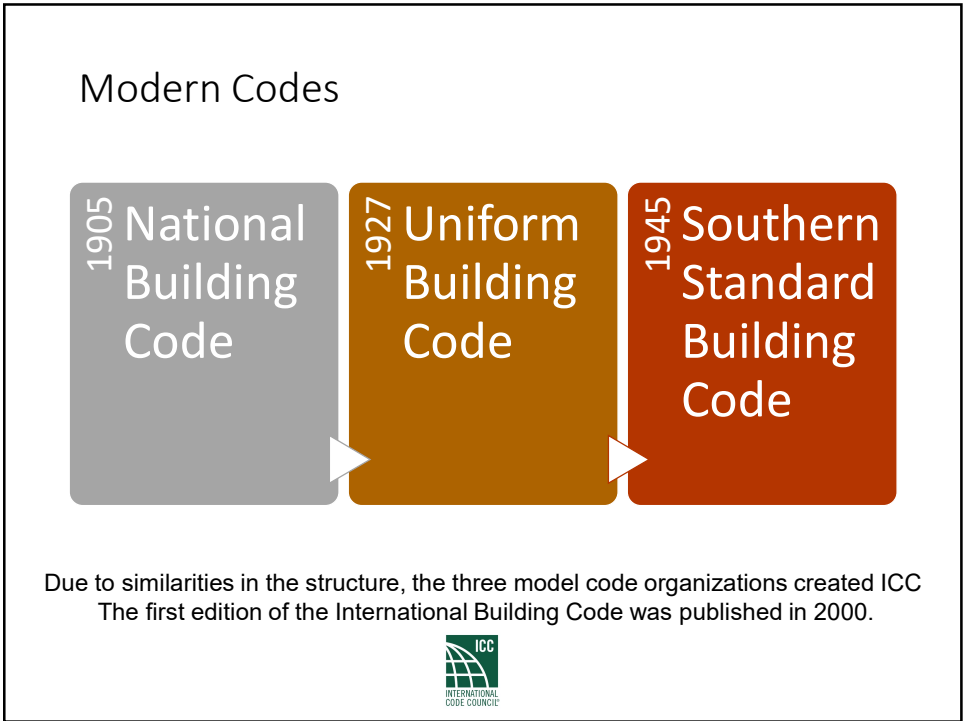 Modern Codes
1905
National
Building
Code
1927
Uniform
Building
Code
1945
Southern
Standard
Building
Code
Due to similarities in the structure, the three model code organizations created ICC
The first edition of the International Building Code was published in 2000.
ICC
INTERNATIONAL
CODE COUNCIL®